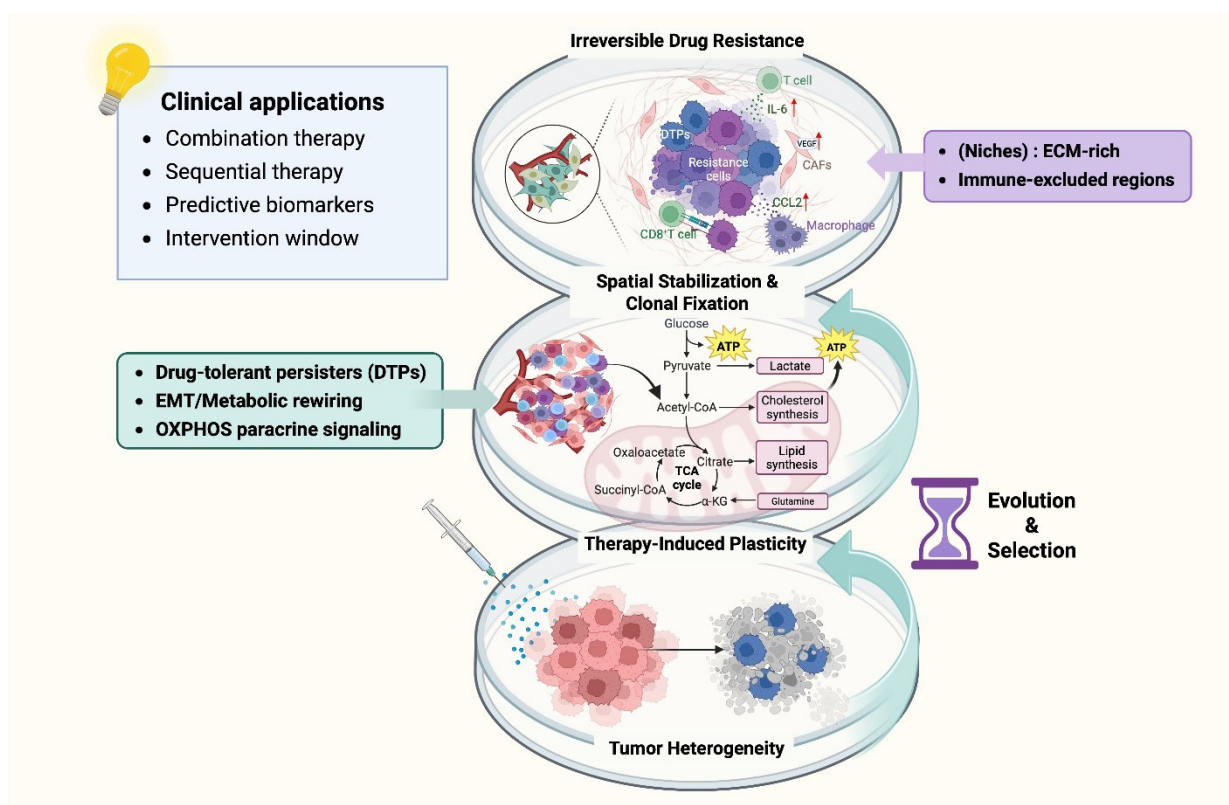 Irreversible Drug Resistance
Clinical applications
• Combination therapy
• Sequential therapy
• Predictive biomarkers
• Intervention window
T cell
IL-6
DTPs
VEGF
CAFs
Resistance
cells
CCL2
CD8⁺T cell
Macrophage
• (Niches) : ECM-rich
• Immune-excluded regions
Spatial Stabilization &
Clonal Fixation
Glucose
ATP
ATP
Pyruvate
Lactate
Acetyl-CoA
Cholesterol
synthesis
Oxaloacetate
Citrate
Lipid
synthesis
TCA
cycle
Succinyl-CoA
α-KG
Glutamine
• Drug-tolerant persisters (DTPs)
• EMT/Metabolic rewiring
• OXPHOS paracrine signaling
Therapy-Induced Plasticity
Evolution
&
Selection
Tumor Heterogeneity